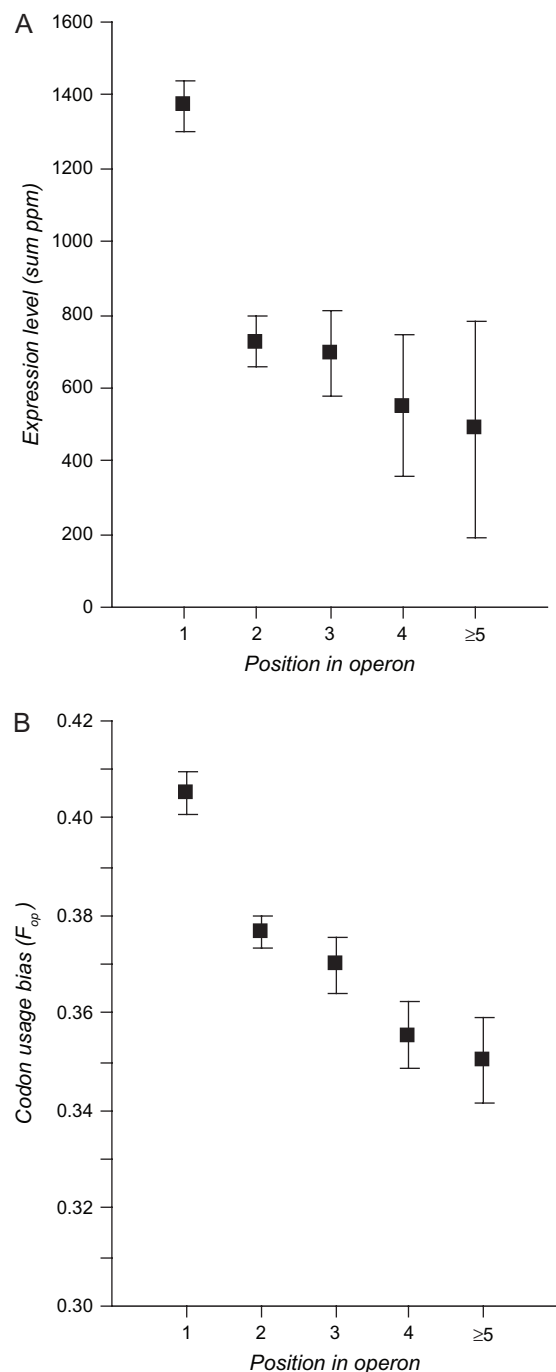 A
1600
1400
1200
1000
800
600
400
200
0
Expression level (sum ppm)
1 2 3 4 ≥5
Position in operon
B
0.42
0.40
0.38
0.36
0.34
0.32
0.30
Codon usage bias (Fop)
1 2 3 4 ≥5
Position in operon